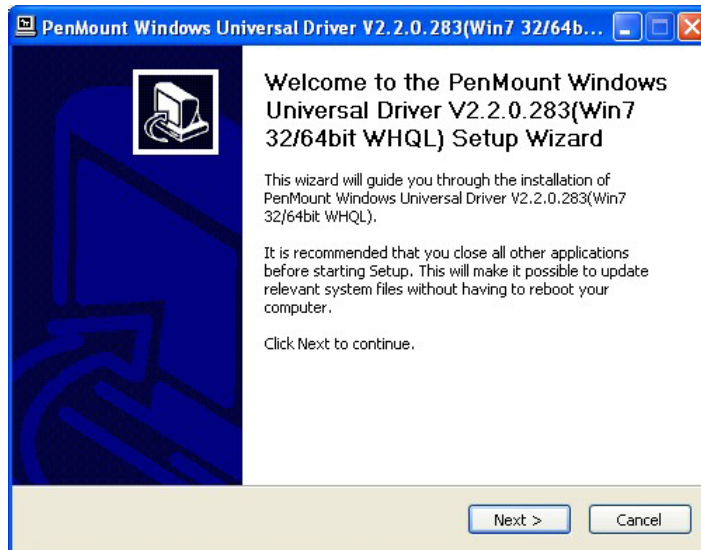 PenMount Windows Universal Driver V2.2.0.283(Win7 32/64b...
Welcome to the PenMount Windows
Universal Driver V2.2.0.283(Win7
32/64bit WHQL) Setup Wizard
This wizard will guide you through the installation of
PenMount Windows Universal Driver V2.2.0.283(Win7
32/64bit WHQL).
It is recommended that you close all other applications
before starting Setup. This will make it possible to update
relevant system files without having to reboot your
computer.
Click Next to continue.
Next >
Cancel